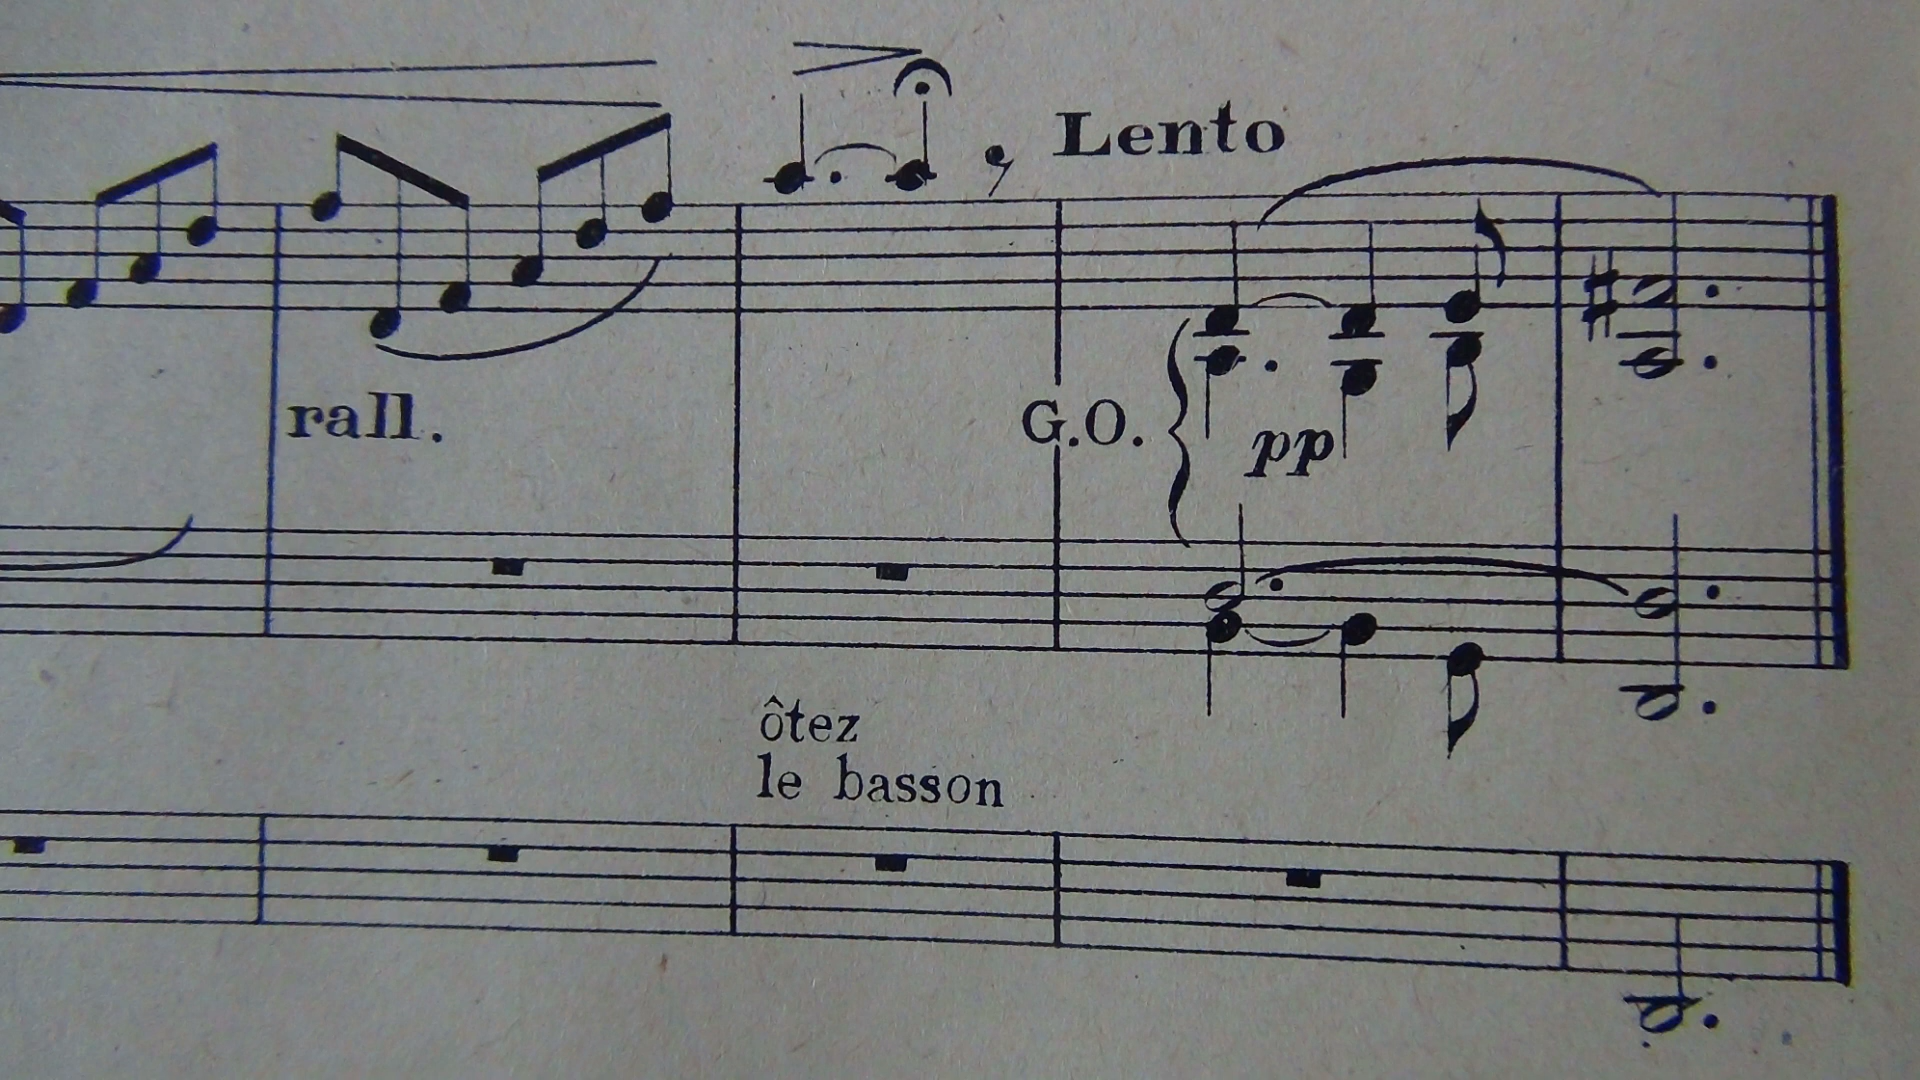 Lento
rall.
G.O.
pp
ôtez
le basson